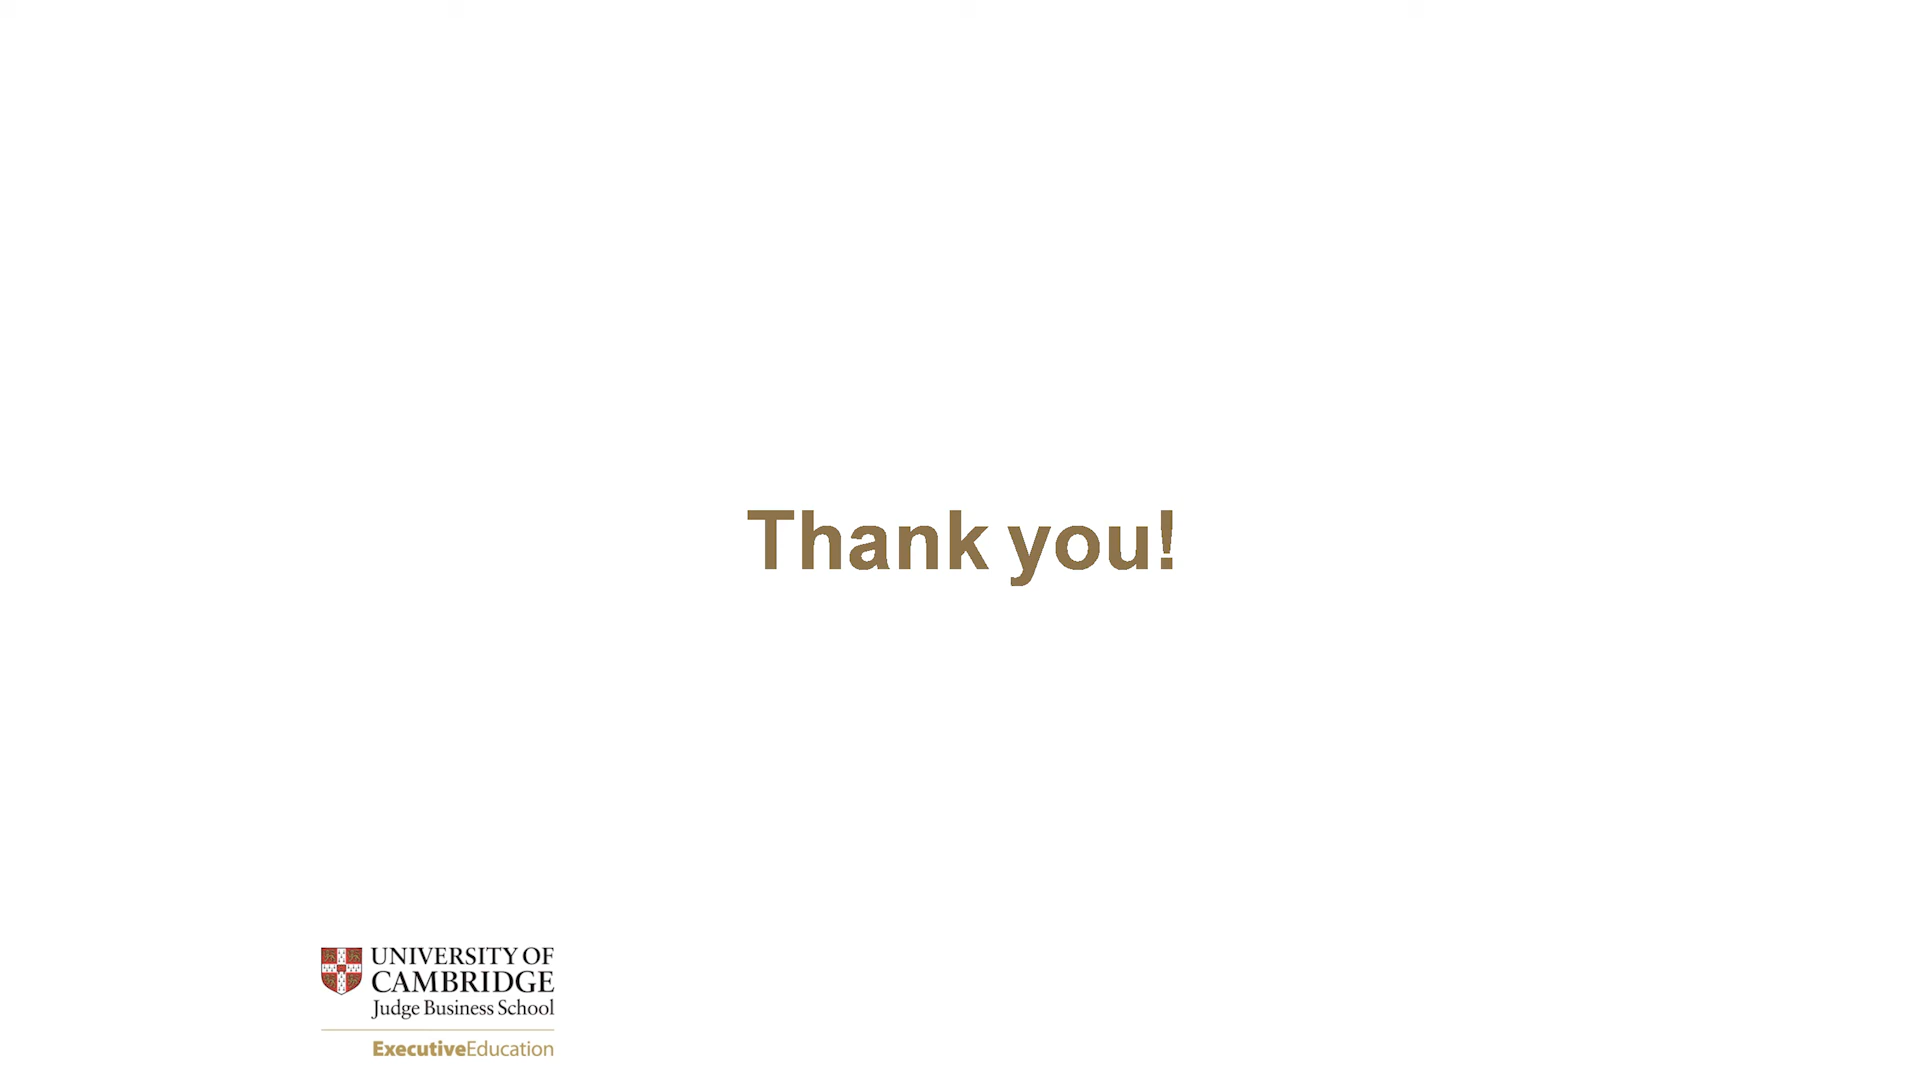 Thank you!
UNIVERSITY OF
CAMBRIDGE
Judge Business School
ExecutiveEducation